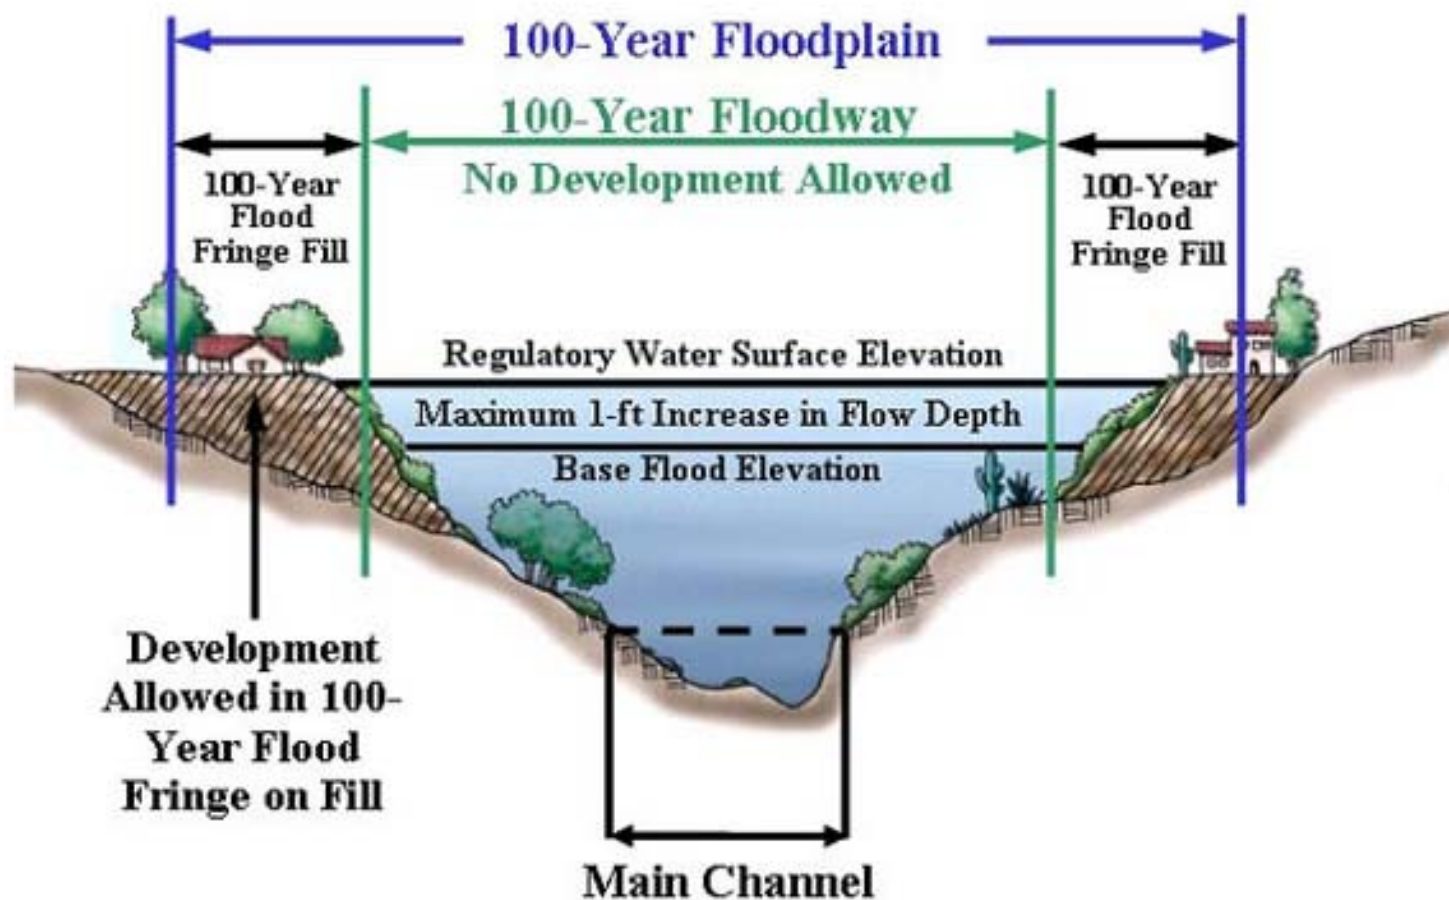 100-Year Floodplain
100-Year Floodway
No Development Allowed
100-Year
Flood
Fringe Fill
100-Year
Flood
Fringe Fill
Regulatory Water Surface Elevation
Maximum 1-ft Increase in Flow Depth
Base Flood Elevation
Development
Allowed in 100-
Year Flood
Fringe on Fill
Main Channel